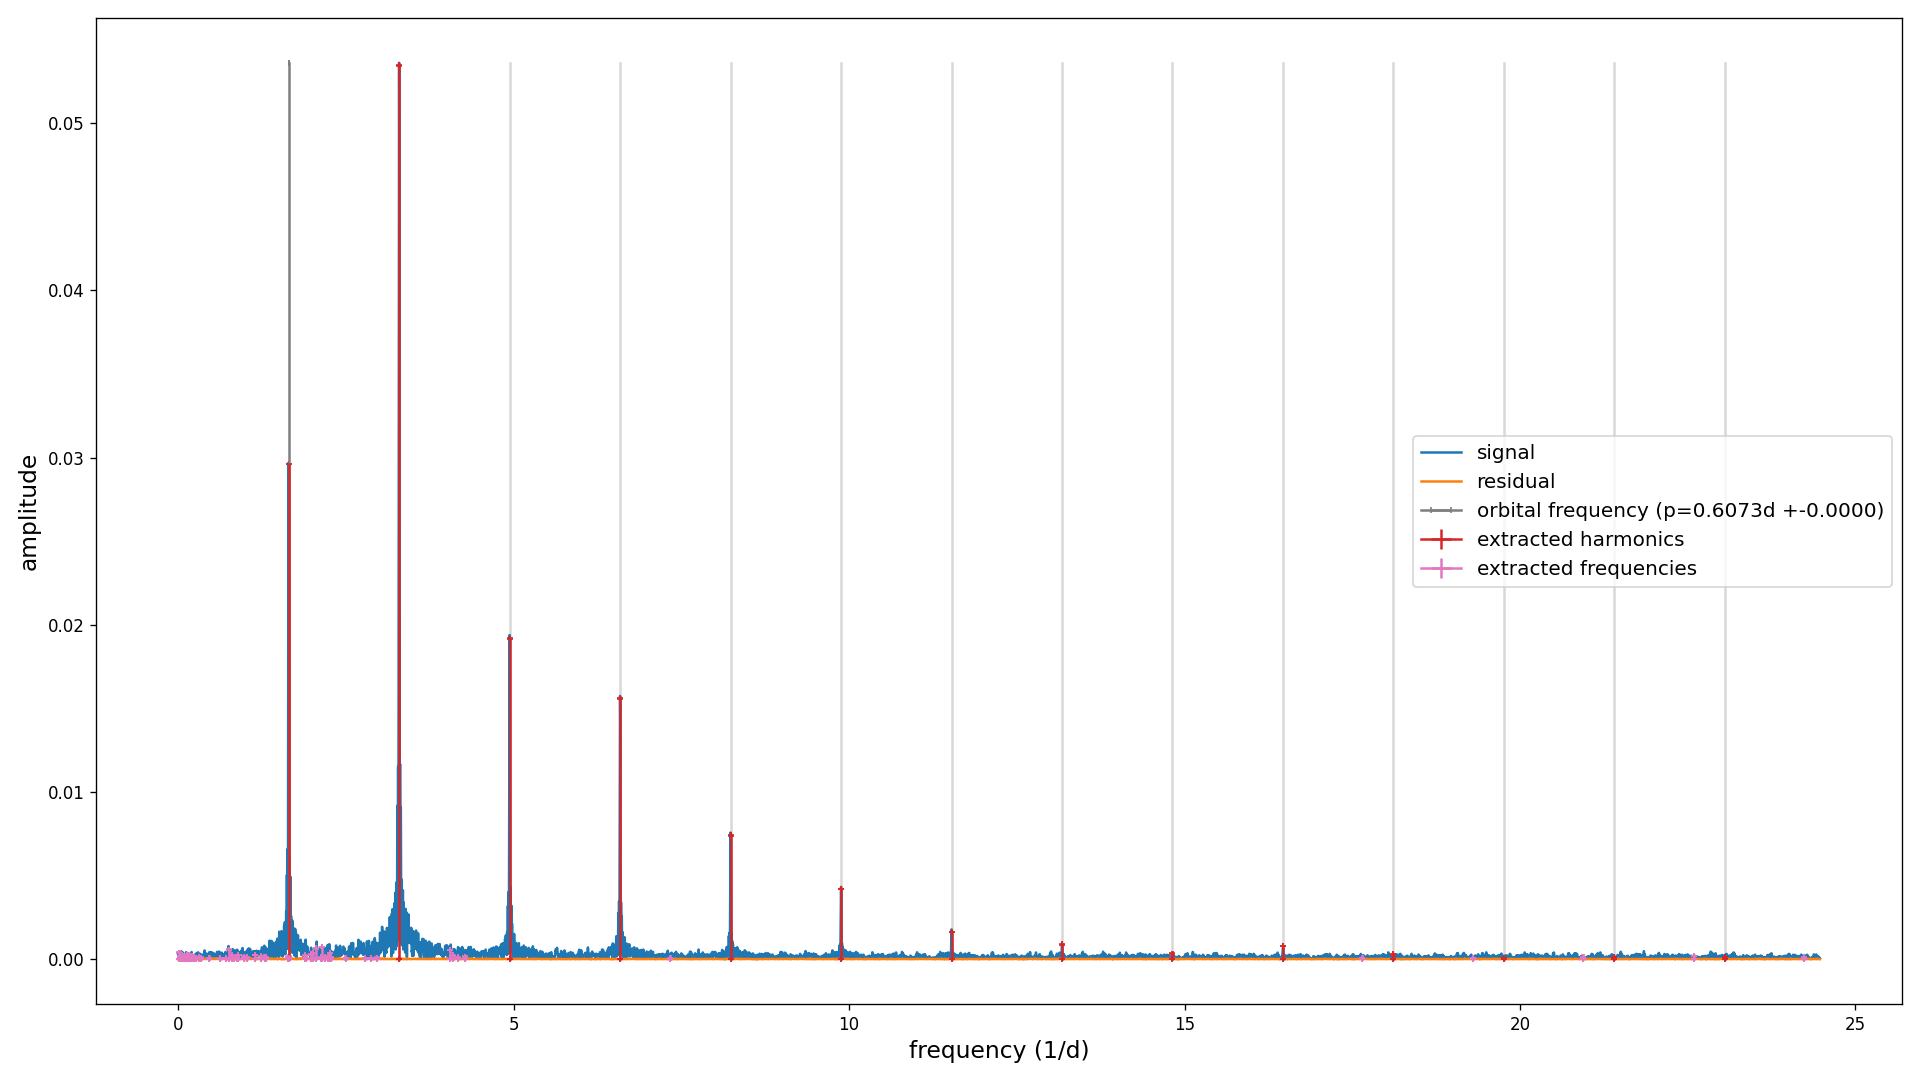 amplitude
0.05
0.04
0.03
0.02
0.01
0.00
signal
residual
orbital frequency (p=0.6073d +-0.0000)
extracted harmonics
extracted frequencies
0 5 10 15 20 25
frequency (1/d)